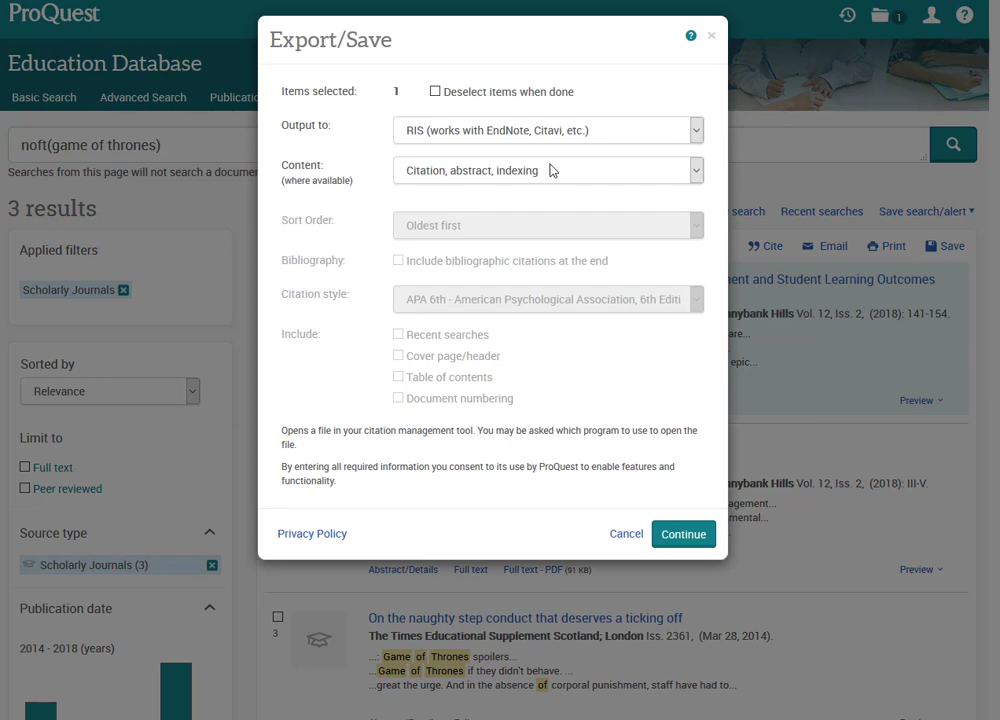 ProQuest
1
Education Database
Basic Search Advanced Search Publicatio
noft(game of thrones)
Searches from this page will not search a documen
3 results
search Recent searches Save search/alert
Applied filters
Scholarly Journals
Cite Email Print Save
ent and Student Learning Outcomes
nnybank Hills Vol. 12, Iss. 2, (2018): 141-154.
are...
epic...
Preview
Sorted by
Relevance
Limit to
Full text
Peer reviewed
nnybank Hills Vol. 12, Iss. 2, (2018): III-V.
agement...
mental...
Source type
Scholarly Journals (3)
Abstract/Details Full text Full text - PDF (91 KB) Preview
Publication date
2014 - 2018 (years)
3
On the naughty step conduct that deserves a ticking off
The Times Educational Supplement Scotland; London Iss. 2361, (Mar 28, 2014).
...: Game of Thrones spoilers...
...Game of Thrones if they didn't behave. ...
...great the urge. And in the absence of corporal punishment, staff have had to...
Export/Save
Items selected: 1 Deselect items when done
Output to: RIS (works with EndNote, Citavi, etc.)
Content: Citation, abstract, indexing
(where available)
Sort Order: Oldest first
Bibliography: Include bibliographic citations at the end
Citation style: APA 6th - American Psychological Association, 6th Editi
Include: Recent searches
Cover page/header
Table of contents
Document numbering
Opens a file in your citation management tool. You may be asked which program to use to open the
file.
By entering all required information you consent to its use by ProQuest to enable features and
functionality.
Privacy Policy Cancel Continue